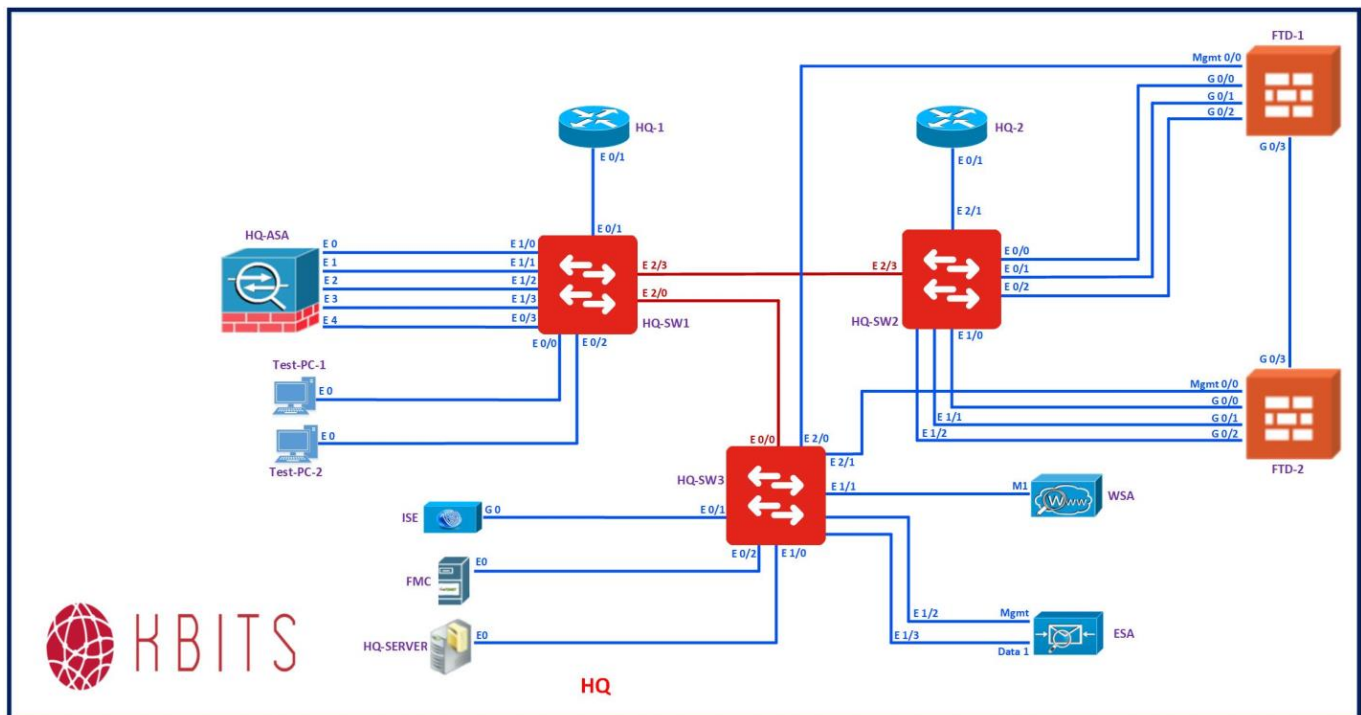 FTD-1
Mgmt 0/0
G 0/0
G 0/1
G 0/2
G 0/3
HQ-1
E 0/1
HQ-2
E 0/1
HQ-ASA
E 0
E 1
E 2
E 3
E 4
E 0/1
E 1/0
E 1/1
E 1/2
E 1/3
E 0/3
E 0/0
E 0/2
E 2/3
E 2/0
HQ-SW1
E 2/1
E 2/3
HQ-SW2
E 0/0
E 0/1
E 0/2
E 1/0
E 1/1
E 1/2
G 0/3
Mgmt 0/0
G 0/0
G 0/1
G 0/2
FTD-2
Test-PC-1
E 0
E 0
Test-PC-2
E 0/0
E 2/0
E 2/1
HQ-SW3
E 1/1
M1
Www
WSA
ISE
G 0
E 0/1
E 0/2
E 1/0
FMC
E0
HQ-SERVER
E0
E 1/2
Mgmt
E 1/3
Data 1
ESA
KBITS
HQ